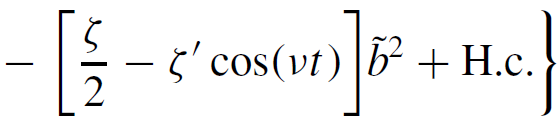 − [ζ/2 − ζ′ cos(νt)] b̃² + H.c.}